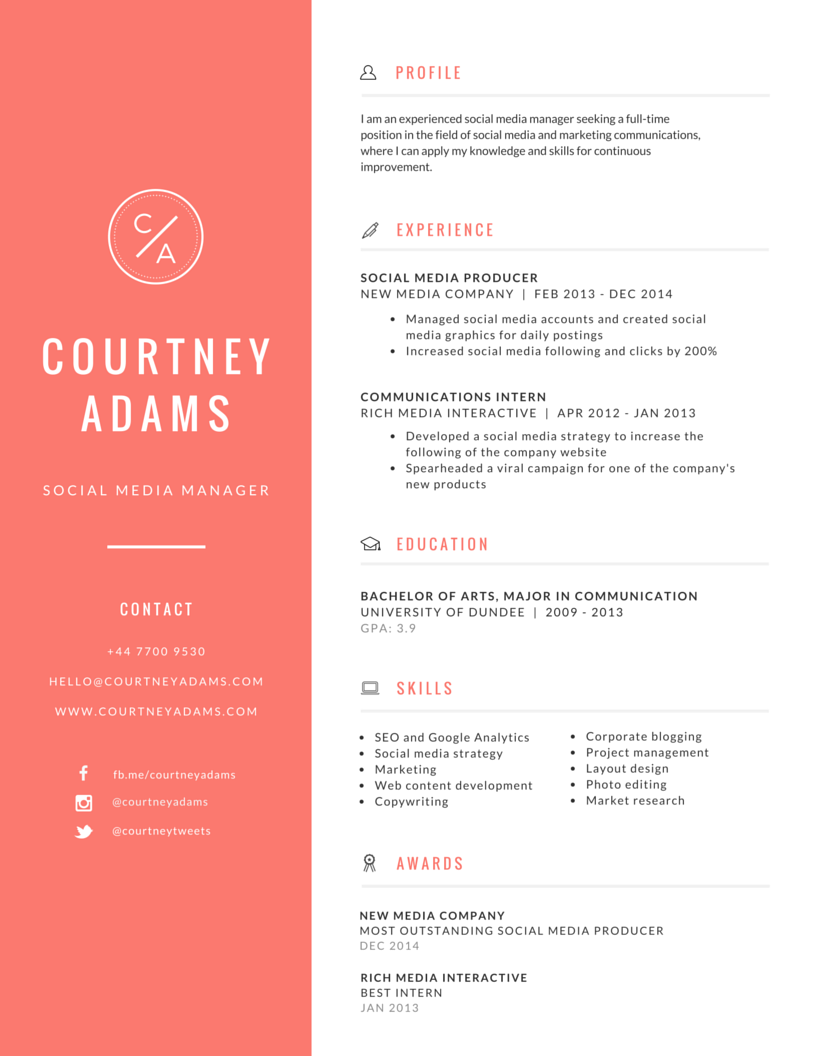 C
A
COURTNEY
ADAMS
SOCIAL MEDIA MANAGER
CONTACT
+44 7700 9530
HELLO@COURTNEYADAMS.COM
WWW.COURTNEYADAMS.COM
fb.me/courtneyadams
@courtneyadams
@courtneytweets
PROFILE
I am an experienced social media manager seeking a full-time
position in the field of social media and marketing communications,
where I can apply my knowledge and skills for continuous
improvement.
EXPERIENCE
SOCIAL MEDIA PRODUCER
NEW MEDIA COMPANY | FEB 2013 - DEC 2014
• Managed social media accounts and created social
media graphics for daily postings
• Increased social media following and clicks by 200%
COMMUNICATIONS INTERN
RICH MEDIA INTERACTIVE | APR 2012 - JAN 2013
• Developed a social media strategy to increase the
following of the company website
• Spearheaded a viral campaign for one of the company's
new products
EDUCATION
BACHELOR OF ARTS, MAJOR IN COMMUNICATION
UNIVERSITY OF DUNDEE | 2009 - 2013
GPA: 3.9
SKILLS
• SEO and Google Analytics
• Social media strategy
• Marketing
• Web content development
• Copywriting
• Corporate blogging
• Project management
• Layout design
• Photo editing
• Market research
AWARDS
NEW MEDIA COMPANY
MOST OUTSTANDING SOCIAL MEDIA PRODUCER
DEC 2014
RICH MEDIA INTERACTIVE
BEST INTERN
JAN 2013